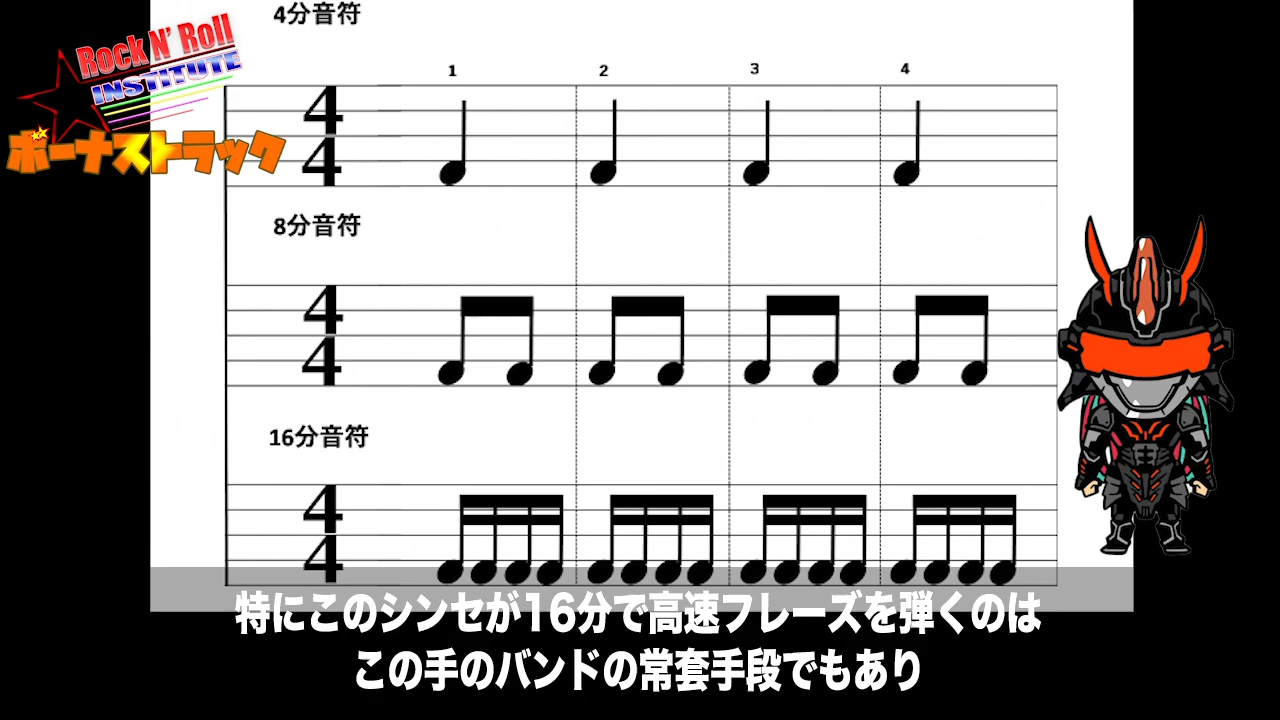 4分音符
Rock N' Roll
INSTITUTE
ボーナストラック
1 2 3 4
4
4
8分音符
4
4
16分音符
4
4
特にこのシンセが16分で高速フレーズを弾くのは
この手のバンドの常套手段でもあり